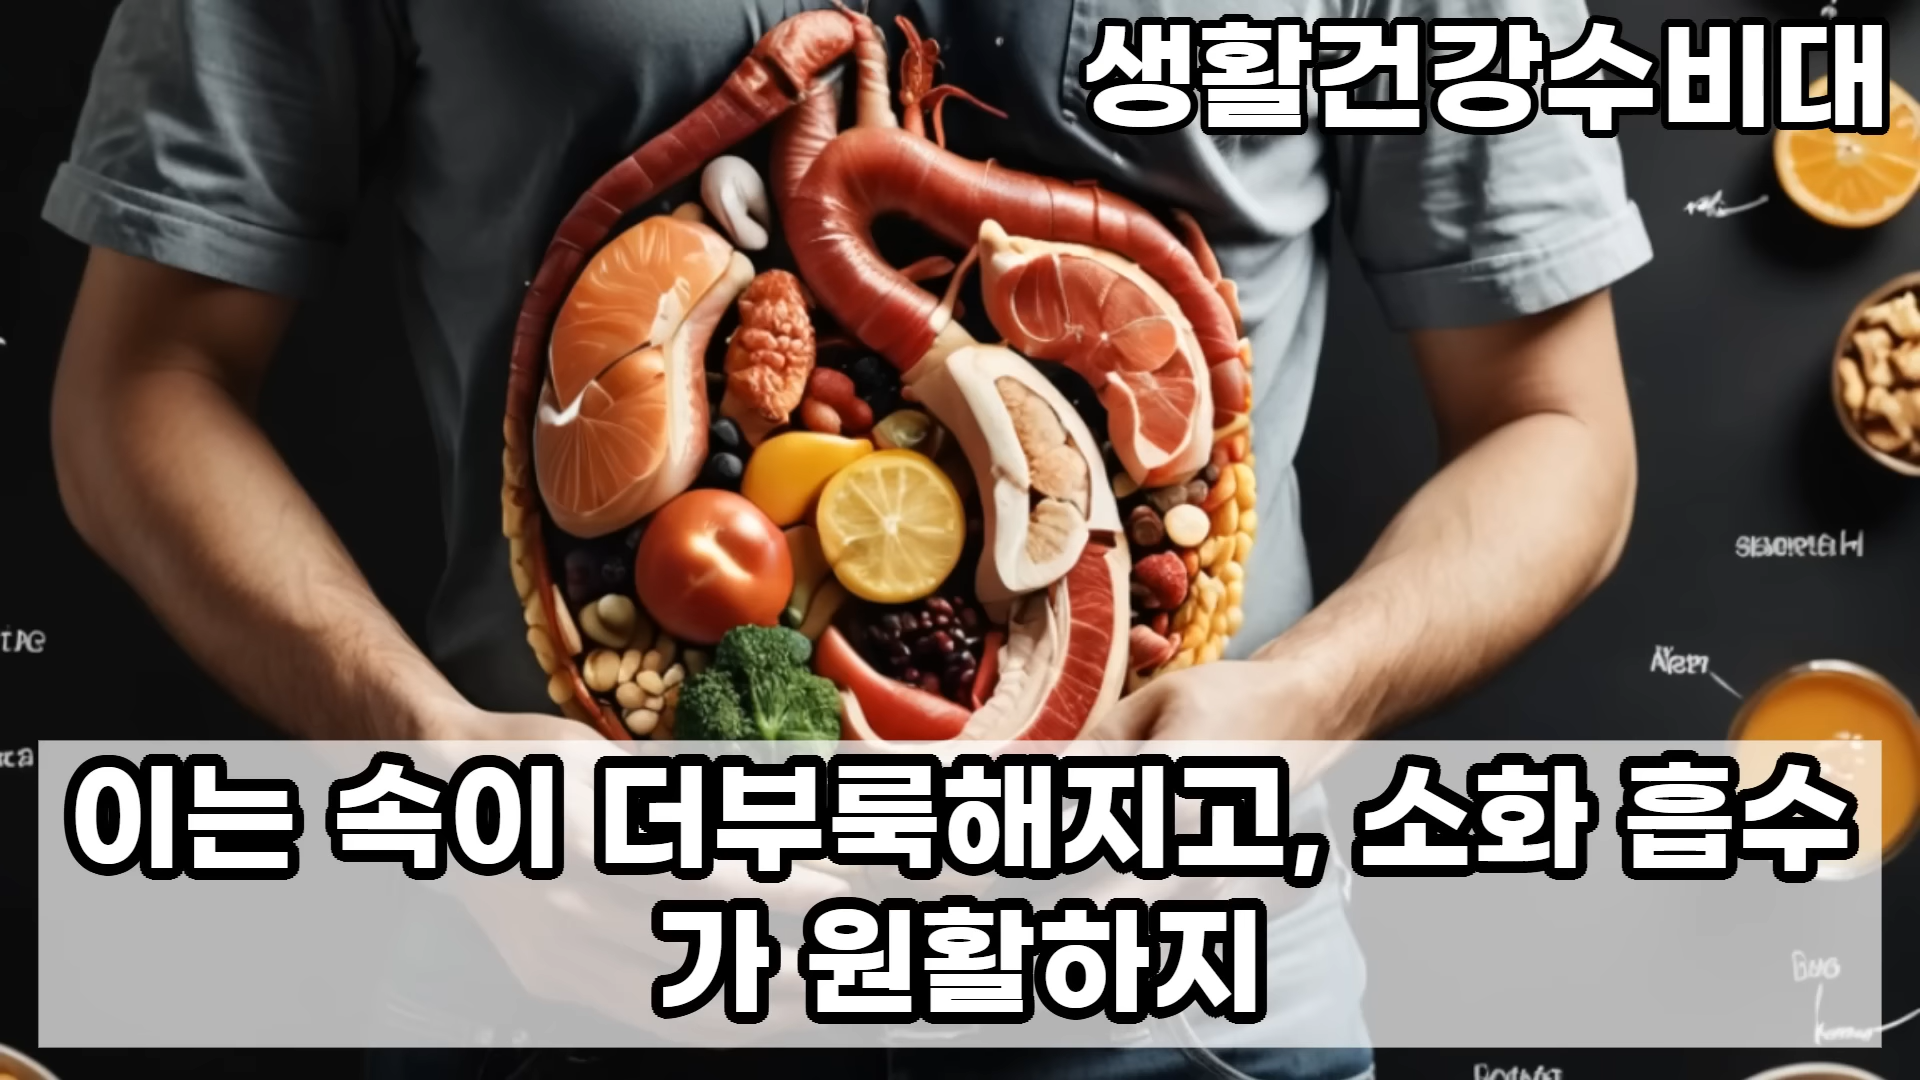 생활건강수비대
이는 속이 더부룩해지고, 소화 흡수
가 원활하지